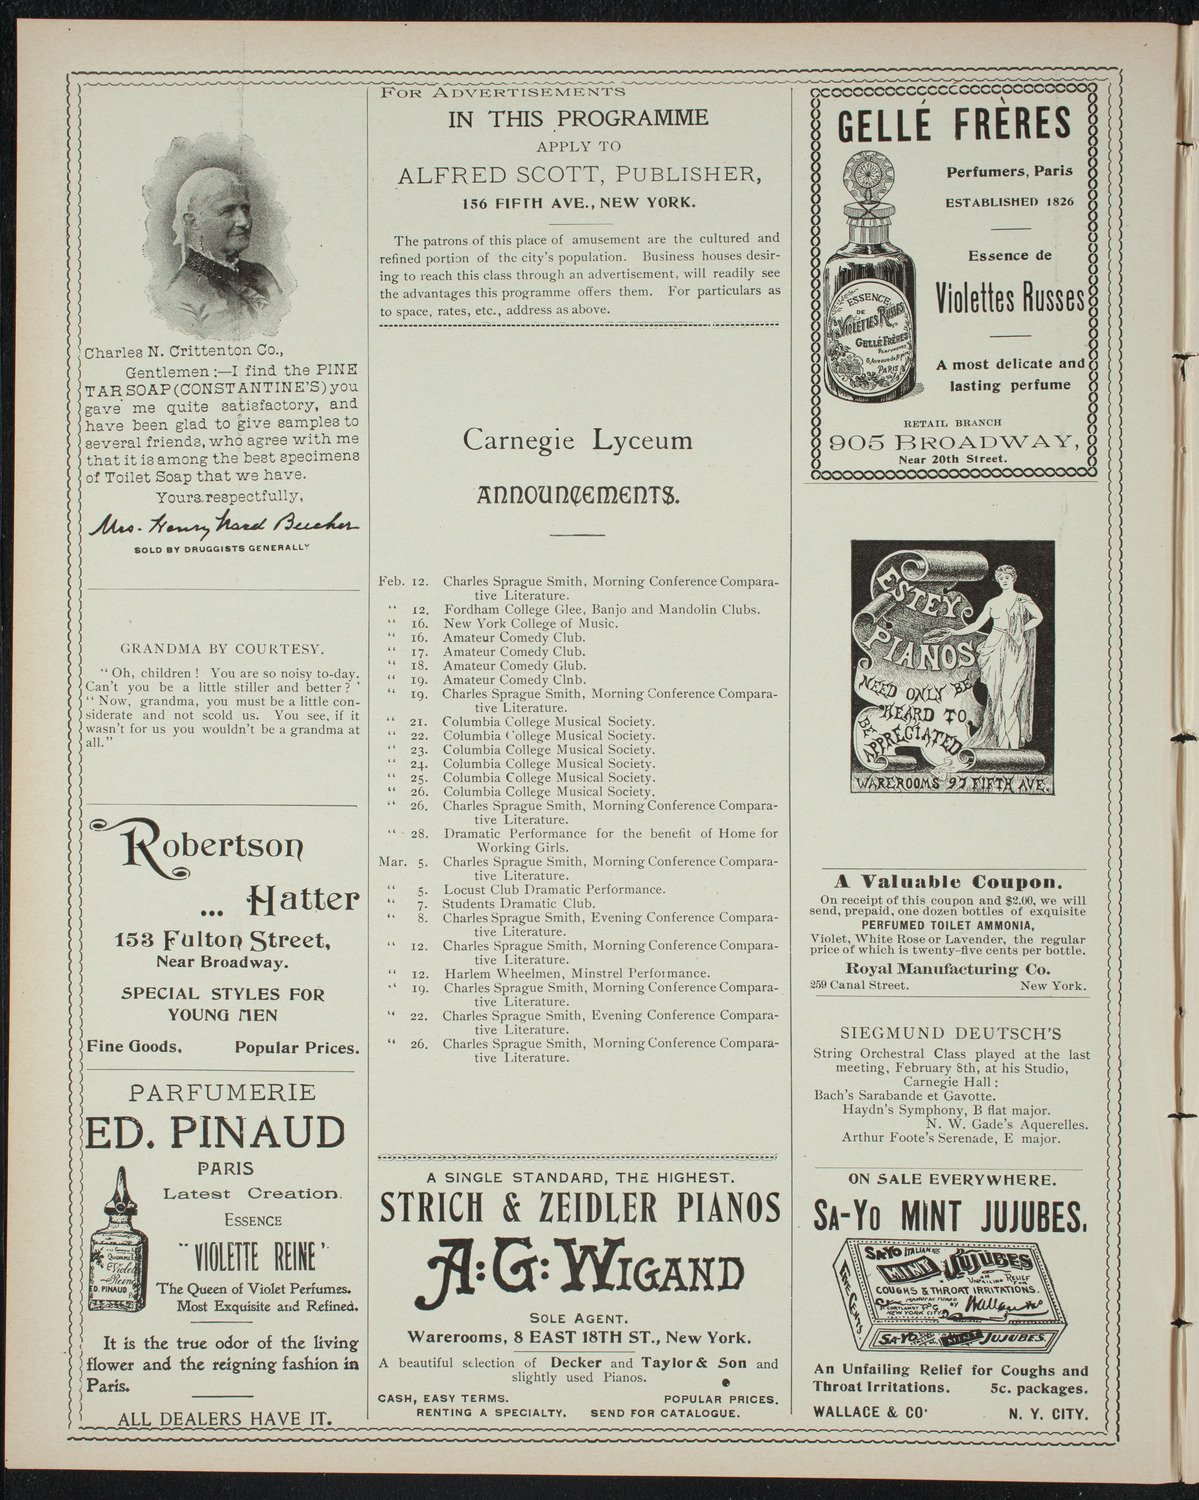 Charles N. Crittenton Co.,
Gentlemen:—I find the PINE
TAR SOAP (CONSTANTINE'S) you
gave me quite satisfactory, and
have been glad to give samples to
several friends, who agree with me
that it is among the best specimens
of Toilet Soap that we have.
Yours respectfully,
Mrs. Henry Ward Beecher
SOLD BY DRUGGISTS GENERALLY
GRANDMA BY COURTESY.
"Oh, children! You are so noisy to-day.
Can't you be a little stiller and better?'
"Now, grandma, you must be a little con-
siderate and not scold us. You see, if it
wasn't for us you wouldn't be a grandma at
all."
Robertson
... Hatter
153 Fulton Street,
Near Broadway.
SPECIAL STYLES FOR
YOUNG MEN
Fine Goods. Popular Prices.
PARFUMERIE
ED. PINAUD
PARIS
Latest Creation.
ESSENCE
"VIOLETTE REINE'
The Queen of Violet Perfumes.
Most Exquisite and Refined.
ED. PINAUD
It is the true odor of the living
flower and the reigning fashion in
Paris.
ALL DEALERS HAVE IT.
FOR ADVERTISEMENTS
IN THIS PROGRAMME
APPLY TO
ALFRED SCOTT, PUBLISHER,
156 FIFTH AVE., NEW YORK.
The patrons of this place of amusement are the cultured and
refined portion of the city's population. Business houses desir-
ing to reach this class through an advertisement, will readily see
the advantages this programme offers them. For particulars as
to space, rates, etc., address as above.
Carnegie Lyceum
ANNOUNCEMENTS.
Feb. 12. Charles Sprague Smith, Morning Conference Compara-
tive Literature.
" 12. Fordham College Glee, Banjo and Mandolin Clubs.
" 16. New York College of Music.
" 16. Amateur Comedy Club.
" 17. Amateur Comedy Club.
" 18. Amateur Comedy Glub.
" 19. Amateur Comedy Clnb.
" 19. Charles Sprague Smith, Morning Conference Compara-
tive Literature.
" 21. Columbia College Musical Society.
" 22. Columbia College Musical Society.
" 23. Columbia College Musical Society.
" 24. Columbia College Musical Society.
" 25. Columbia College Musical Society.
" 26. Columbia College Musical Society.
" 26. Charles Sprague Smith, Morning Conference Compara-
tive Literature.
" 28. Dramatic Performance for the benefit of Home for
Working Girls.
Mar. 5. Charles Sprague Smith, Morning Conference Compara-
tive Literature.
" 5. Locust Club Dramatic Performance.
" 7. Students Dramatic Club.
" 8. Charles Sprague Smith, Evening Conference Compara-
tive Literature.
" 12. Charles Sprague Smith, Morning Conference Compara-
tive Literature.
" 12. Harlem Wheelmen, Minstrel Performance.
" 19. Charles Sprague Smith, Morning Conference Compara-
tive Literature.
" 22. Charles Sprague Smith, Evening Conference Compara-
tive Literature.
" 26. Charles Sprague Smith, Morning Conference Compara-
tive Literature.
A SINGLE STANDARD, THE HIGHEST.
STRICH & ZEIDLER PIANOS
A:G:WIGAND
SOLE AGENT.
Warerooms, 8 EAST 18TH ST., New York.
A beautiful selection of Decker and Taylor & Son and
slightly used Pianos.
CASH, EASY TERMS. POPULAR PRICES.
RENTING A SPECIALTY. SEND FOR CATALOGUE.
GELLÉ FRÈRES
Perfumers, Paris
ESTABLISHED 1826
Essence de
Violettes Russes
A most delicate and
lasting perfume
ESSENCE
DE
VIOLETTES RUSSES
GELLÉ FRÈRES
PARIS
RETAIL BRANCH
905 BROADWAY,
Near 20th Street.
ESTEY
PIANOS
NEED ONLY BE
HEARD TO
BE
APPRECIATED
WAREROOMS 97 FIFTH AVE.
A Valuable Coupon.
On receipt of this coupon and $2.00, we will
send, prepaid, one dozen bottles of exquisite
PERFUMED TOILET AMMONIA,
Violet, White Rose or Lavender, the regular
price of which is twenty-five cents per bottle.
Royal Manufacturing Co.
259 Canal Street. New York.
SIEGMUND DEUTSCH'S
String Orchestral Class played at the last
meeting, February 8th, at his Studio,
Carnegie Hall:
Bach's Sarabande et Gavotte.
Haydn's Symphony, B flat major.
N. W. Gade's Aquerelles.
Arthur Foote's Serenade, E major.
ON SALE EVERYWHERE.
SA-YO MINT JUJUBES.
SA-YO ITALIAN
MINT JUJUBES
AN
UNFAILING RELIEF
FOR
COUGHS & THROAT IRRITATIONS.
MANUFACTURED
BY
NEW YORK CITY
FIVE CENTS
SA-YO MINT JUJUBES.
An Unfailing Relief for Coughs and
Throat Irritations. 5c. packages.
WALLACE & CO. N. Y. CITY.